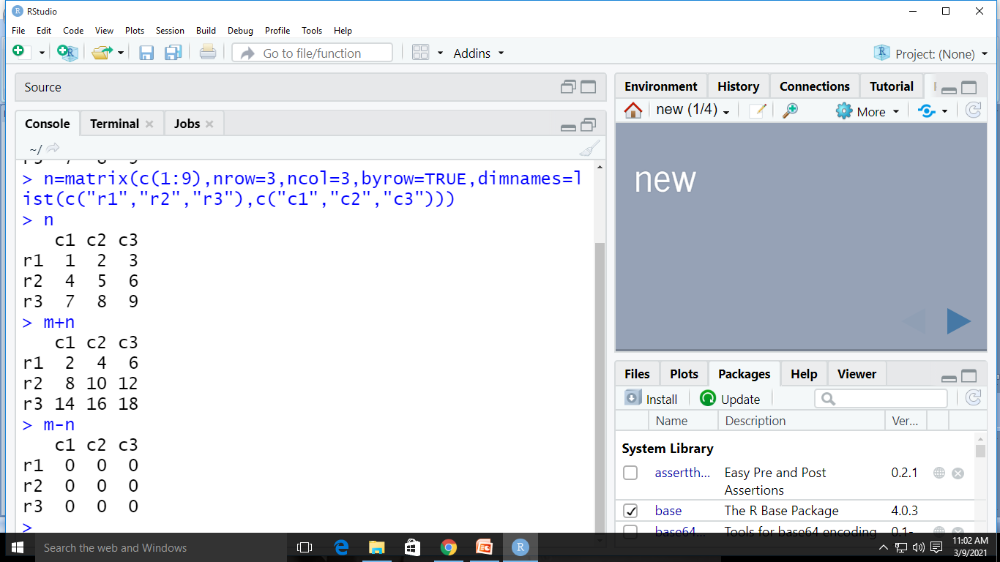 RStudio
File Edit Code View Plots Session Build Debug Profile Tools Help
Go to file/function Addins Project: (None)
Source
Console Terminal Jobs
~/
> n=matrix(c(1:9),nrow=3,ncol=3,byrow=TRUE,dimnames=l
ist(c("r1","r2","r3"),c("c1","c2","c3")))
> n
c1 c2 c3
r1 1 2 3
r2 4 5 6
r3 7 8 9
> m+n
c1 c2 c3
r1 2 4 6
r2 8 10 12
r3 14 16 18
> m-n
c1 c2 c3
r1 0 0 0
r2 0 0 0
r3 0 0 0
>
Environment History Connections Tutorial
new (1/4) More
new
Files Plots Packages Help Viewer
Install Update
Name Description Ver...
System Library
assertth... Easy Pre and Post 0.2.1
Assertions
base The R Base Package 4.0.3
base64... Tools for base64 encoding 0.1-
Search the web and Windows
11:02 AM
3/9/2021